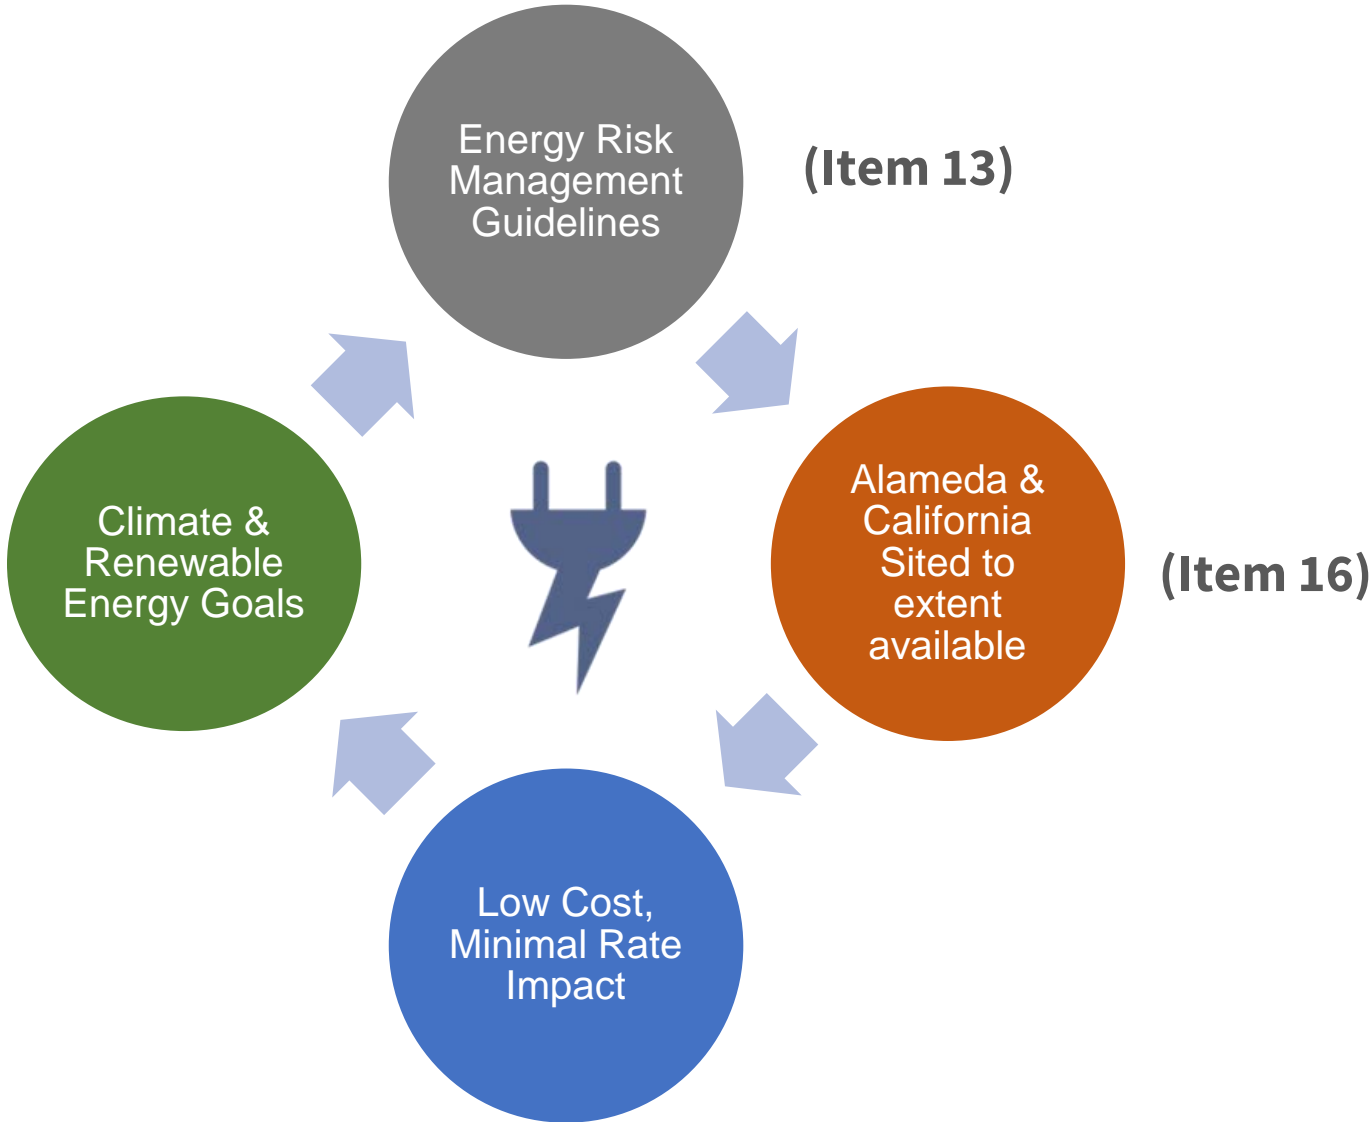 Energy Risk
Management
Guidelines
(Item 13)
Alameda &
California
Sited to
extent
available
(Item 16)
Low Cost,
Minimal Rate
Impact
Climate &
Renewable
Energy Goals